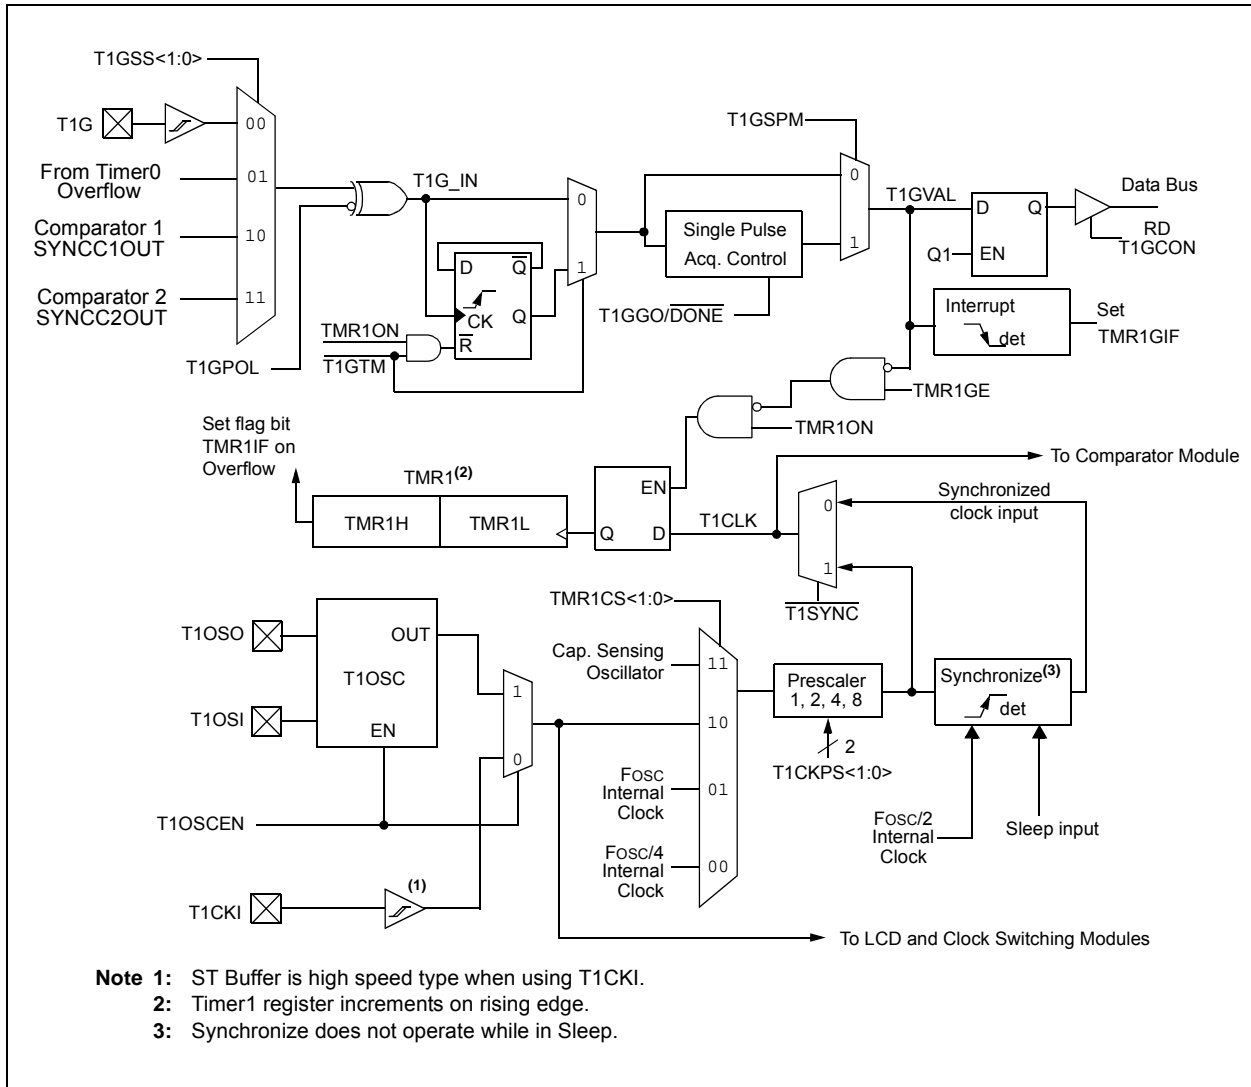 T1GSS<1:0>
T1G
00
From Timer0
Overflow
01
Comparator 1
SYNCC1OUT
10
Comparator 2
SYNCC2OUT
11
T1GPOL
T1G_IN
0
1
D
Q
CK
Q
R
TMR1ON
T1GTM
T1GSPM
0
1
Single Pulse
Acq. Control
T1GGO/DONE
T1GVAL
D
Q
Q1
EN
Data Bus
RD
T1GCON
Interrupt
det
Set
TMR1GIF
TMR1GE
TMR1ON
Set flag bit
TMR1IF on
Overflow
TMR1(2)
TMR1H
TMR1L
EN
Q
D
T1CLK
To Comparator Module
0
1
Synchronized
clock input
T1SYNC
TMR1CS<1:0>
T1OSO
OUT
T1OSC
T1OSI
EN
1
0
T1OSCEN
(1)
T1CKI
Cap. Sensing
Oscillator
11
10
FOSC
Internal
Clock
01
FOSC/4
Internal
Clock
00
Prescaler
1, 2, 4, 8
2
T1CKPS<1:0>
Synchronize(3)
det
FOSC/2
Internal
Clock
Sleep input
To LCD and Clock Switching Modules
Note 1: ST Buffer is high speed type when using T1CKI.
2: Timer1 register increments on rising edge.
3: Synchronize does not operate while in Sleep.